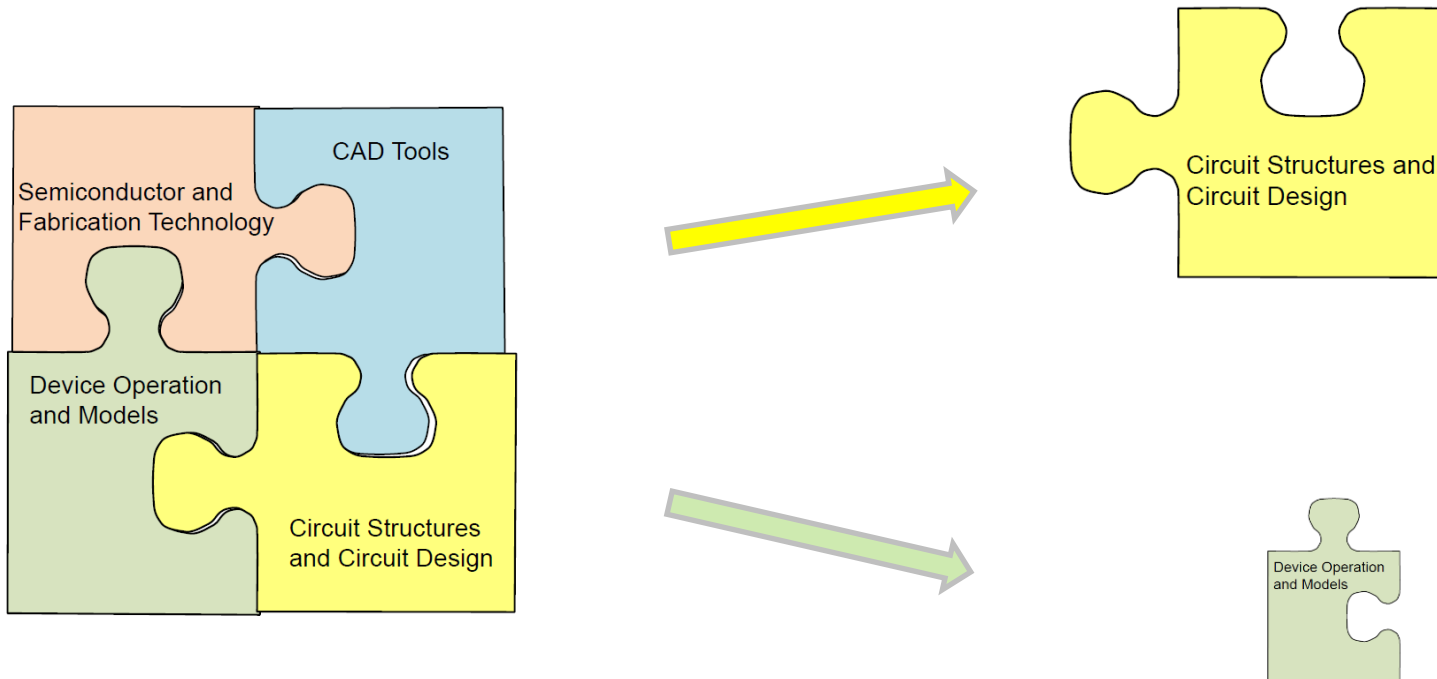 CAD Tools
Semiconductor and
Fabrication Technology
Device Operation
and Models
Circuit Structures
and Circuit Design
Circuit Structures and
Circuit Design
Device Operation
and Models